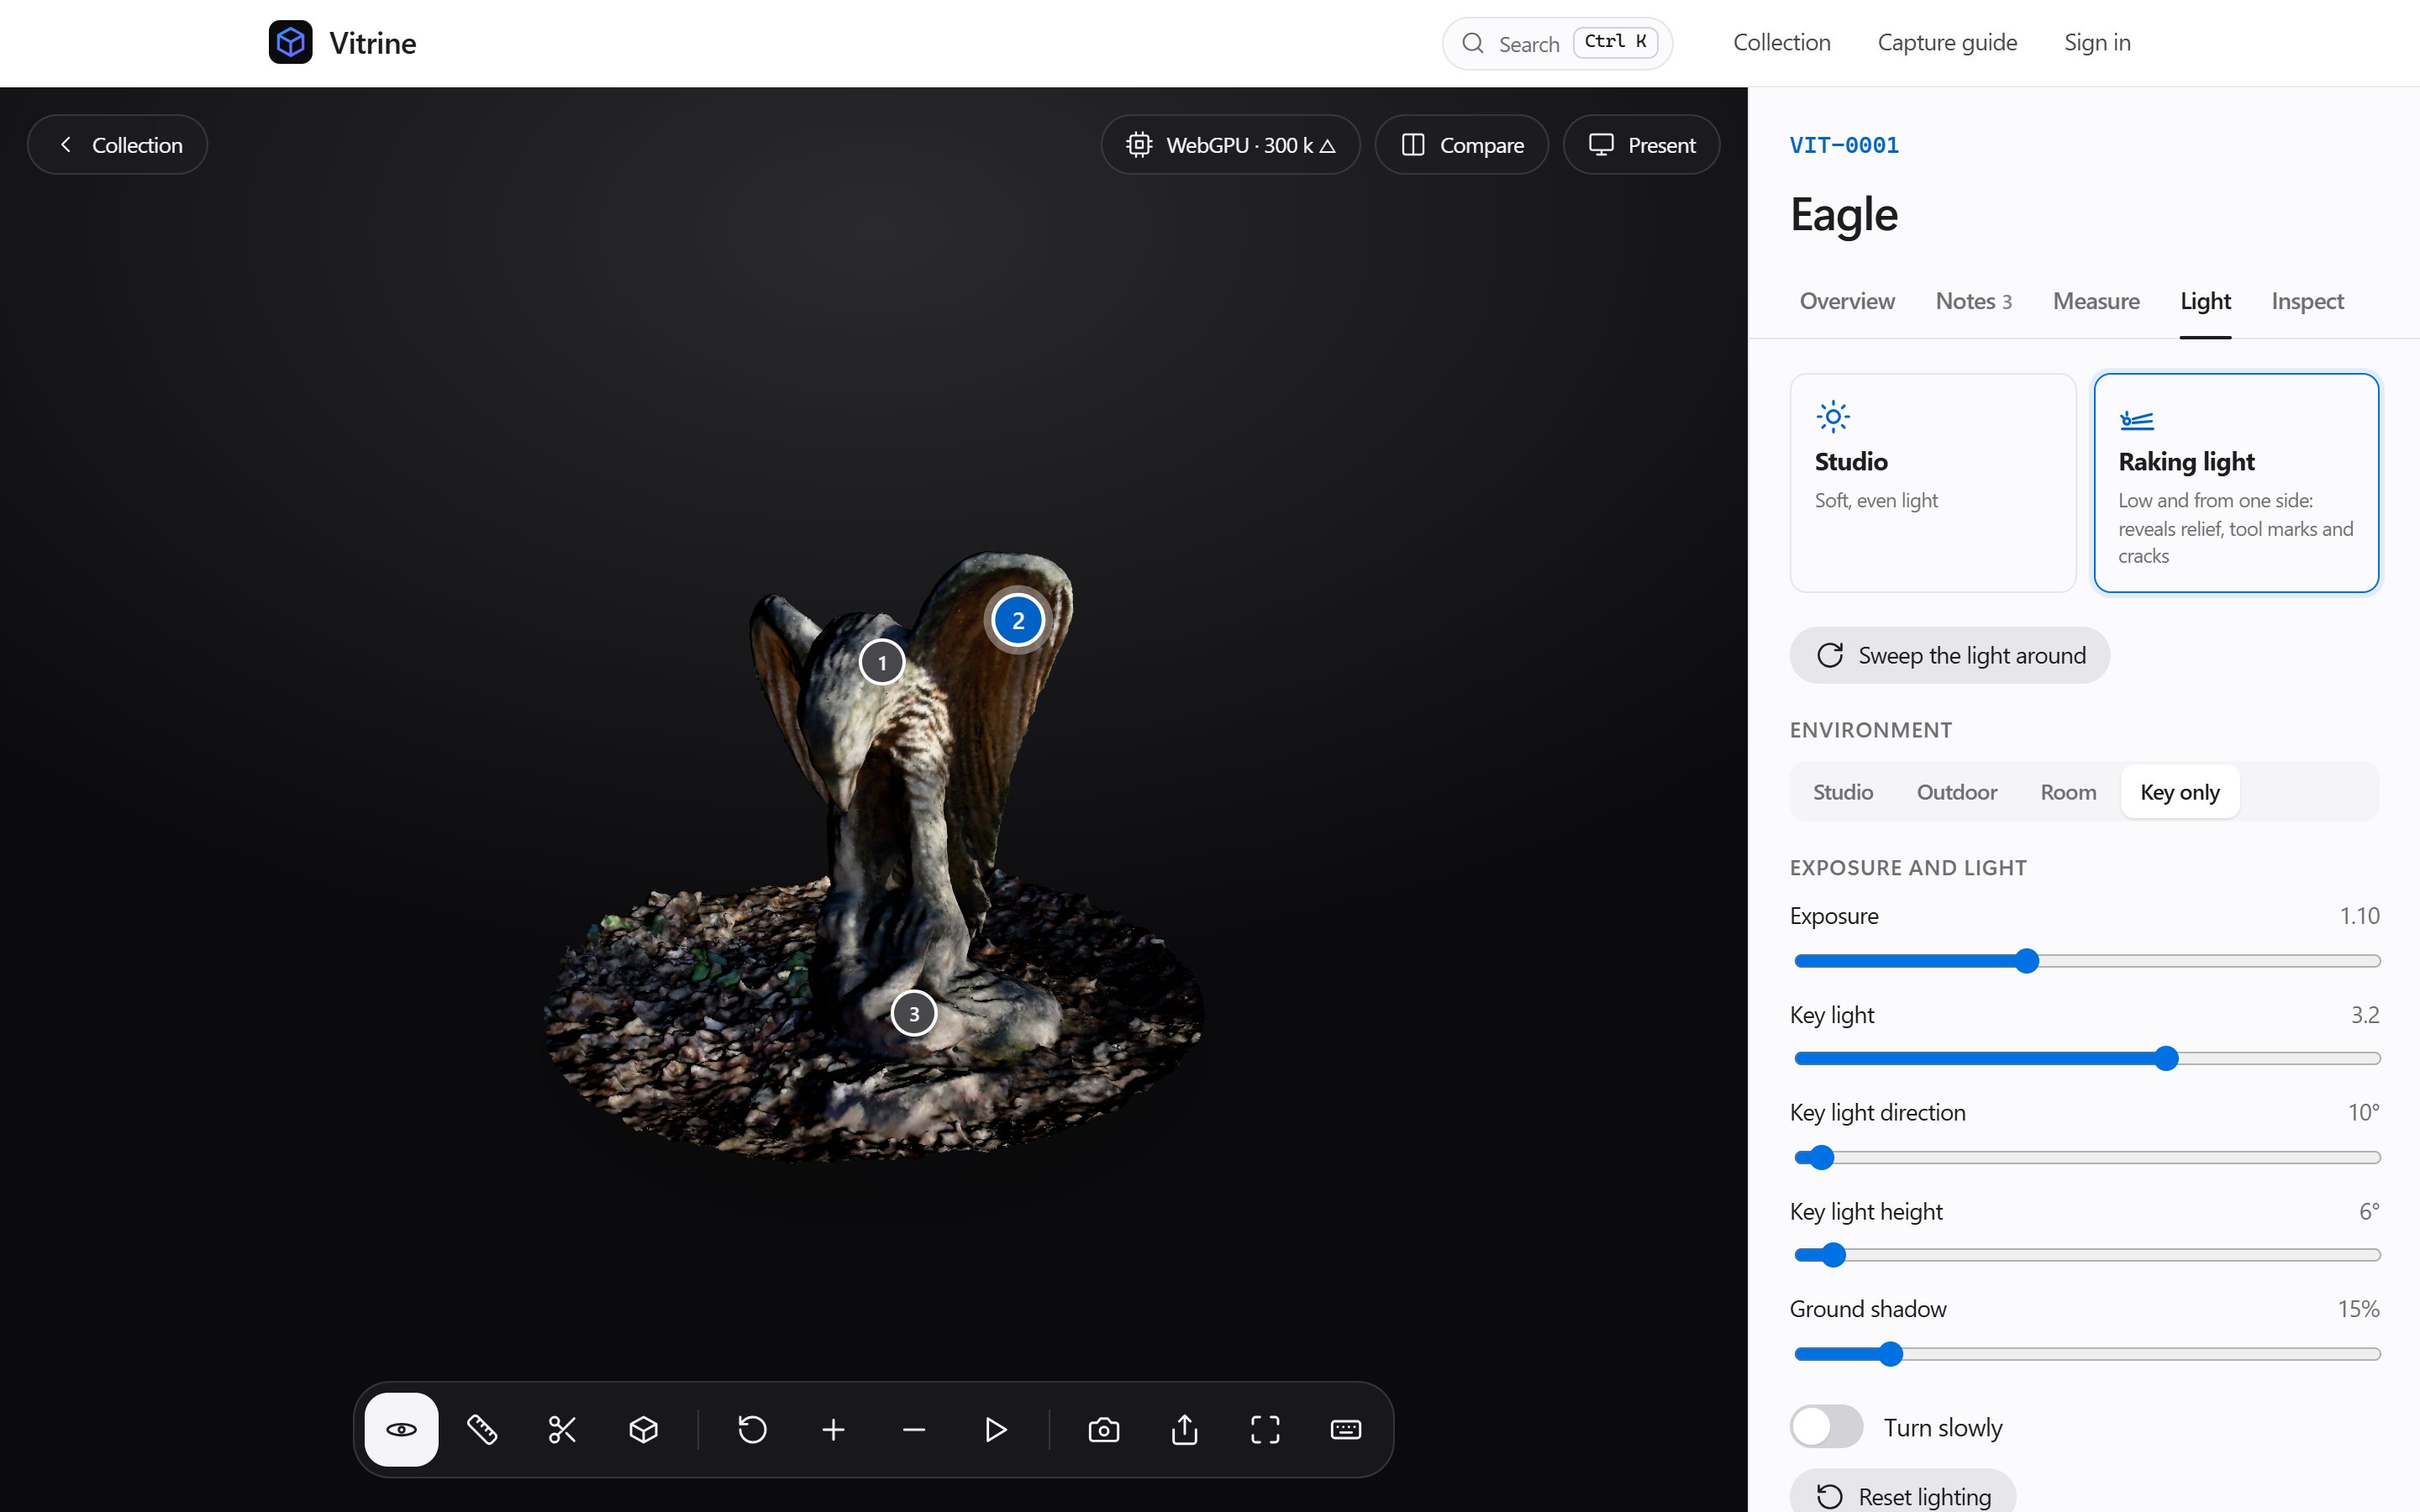 Vitrine
Search Ctrl K
Collection
Capture guide
Sign in
Collection
WebGPU · 300 k △
Compare
Present
VIT-0001
Eagle
Overview
Notes 3
Measure
Light
Inspect
Studio
Soft, even light
Raking light
Low and from one side:
reveals relief, tool marks and
cracks
Sweep the light around
ENVIRONMENT
Studio
Outdoor
Room
Key only
EXPOSURE AND LIGHT
Exposure 1.10
Key light 3.2
Key light direction 10°
Key light height 6°
Ground shadow 15%
Turn slowly
Reset lighting
1
2
3